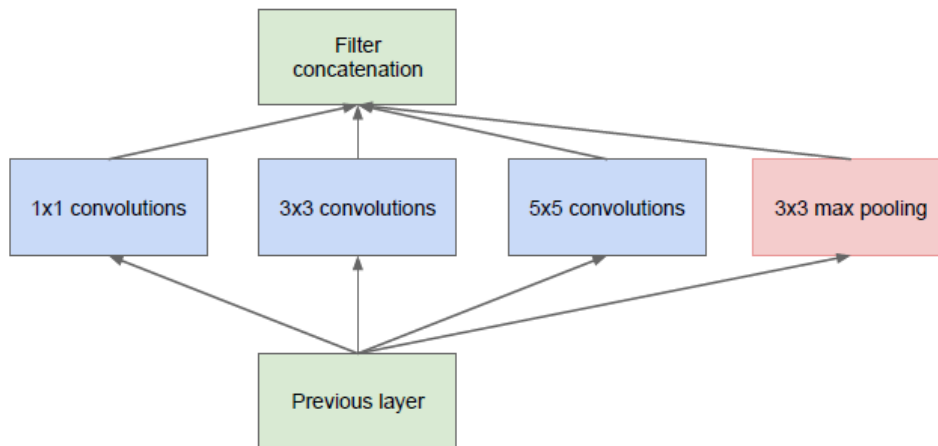 Filter
concatenation
1x1 convolutions
3x3 convolutions
5x5 convolutions
3x3 max pooling
Previous layer